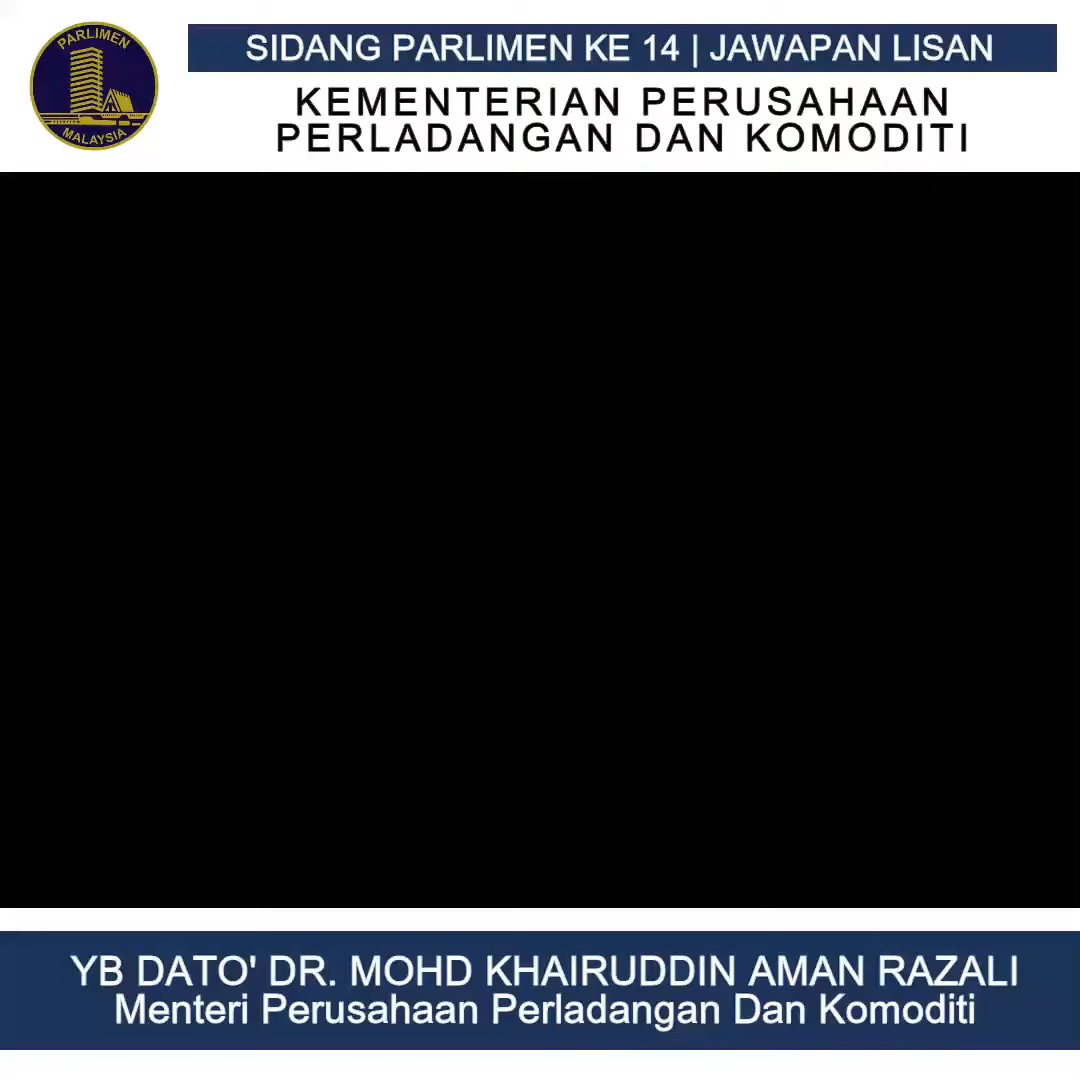 PARLIMEN
MALAYSIA
SIDANG PARLIMEN KE 14 | JAWAPAN LISAN
KEMENTERIAN PERUSAHAAN
PERLADANGAN DAN KOMODITI
YB DATO' DR. MOHD KHAIRUDDIN AMAN RAZALI
Menteri Perusahaan Perladangan Dan Komoditi